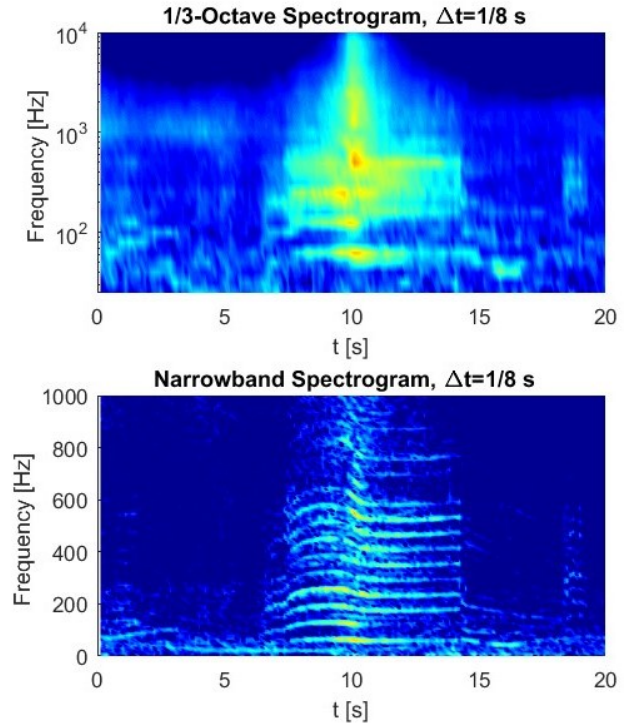 1/3-Octave Spectrogram, Δt=1/8 s
10⁴
10³
10²
Frequency [Hz]
0 5 10 15 20
t [s]
Narrowband Spectrogram, Δt=1/8 s
1000
800
600
400
200
0
Frequency [Hz]
0 5 10 15 20
t [s]